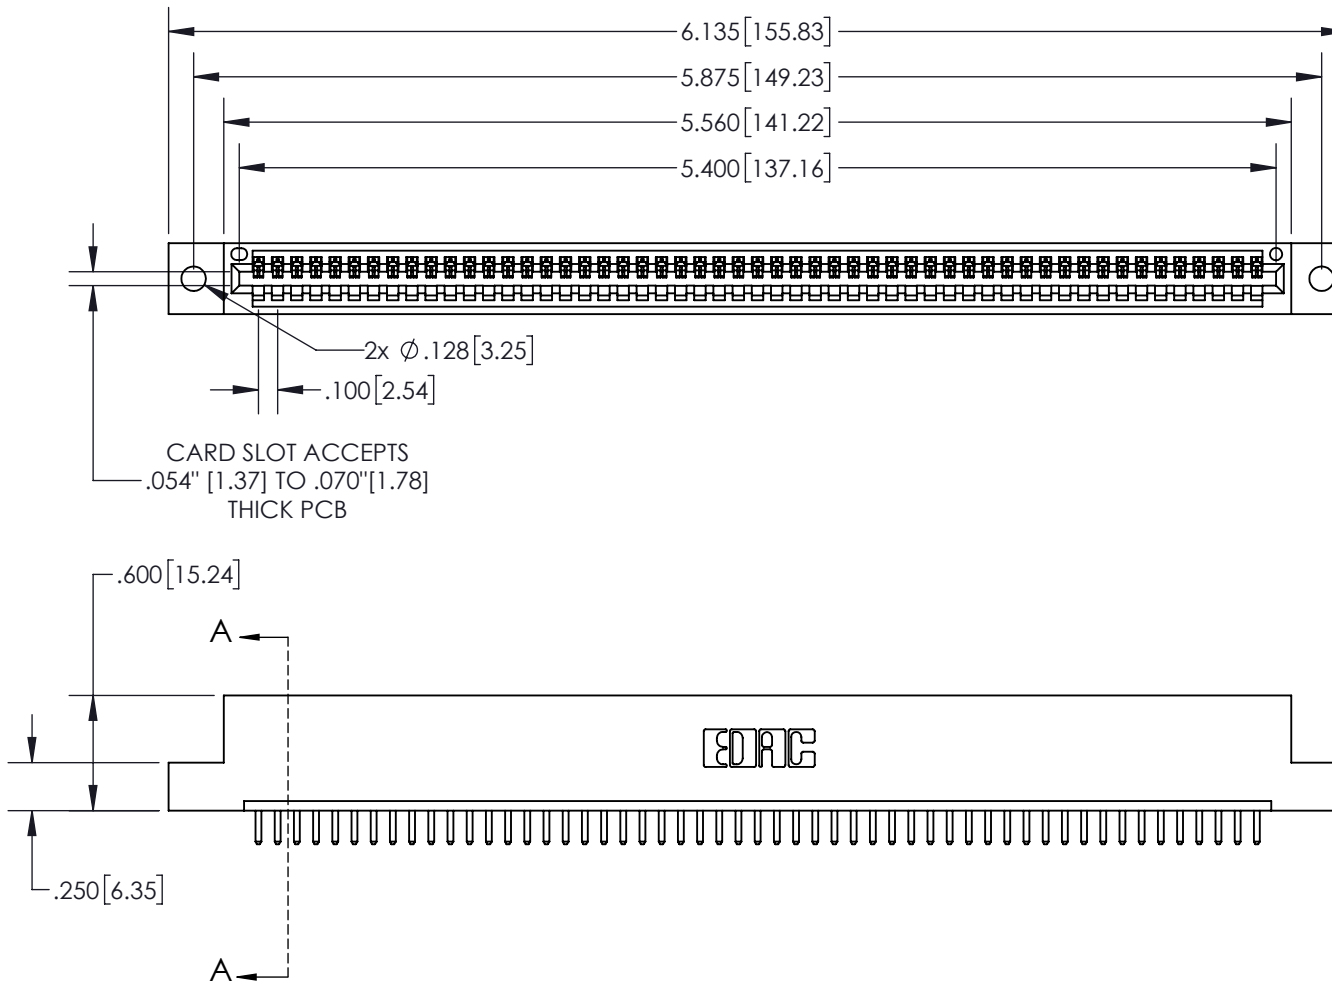 6.135[155.83]
5.875[149.23]
5.560[141.22]
5.400[137.16]
2x Ø.128[3.25]
.100[2.54]
CARD SLOT ACCEPTS
.054" [1.37] TO .070"[1.78]
THICK PCB
.600[15.24]
A
EDAC
.250[6.35]
A